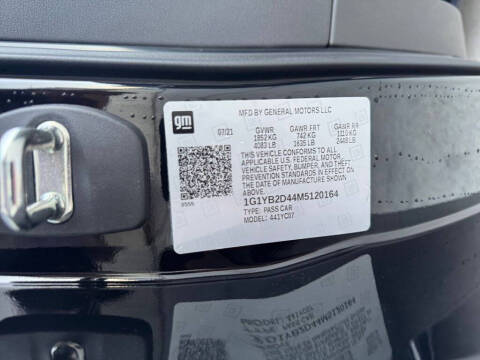 gm
MFD BY GENERAL MOTORS LLC
07/21 GVWR GAWR FRT GAWR RR
1852 KG 742 KG 1110 KG
4083 LB 1635 LB 2448 LB
THIS VEHICLE CONFORMS TO ALL
APPLICABLE U.S. FEDERAL MOTOR
VEHICLE SAFETY, BUMPER, AND THEFT
PREVENTION STANDARDS IN EFFECT ON
THE DATE OF MANUFACTURE SHOWN
ABOVE.
1G1YB2D44M5120164
TYPE: PASS CAR
MODEL: 441YC07